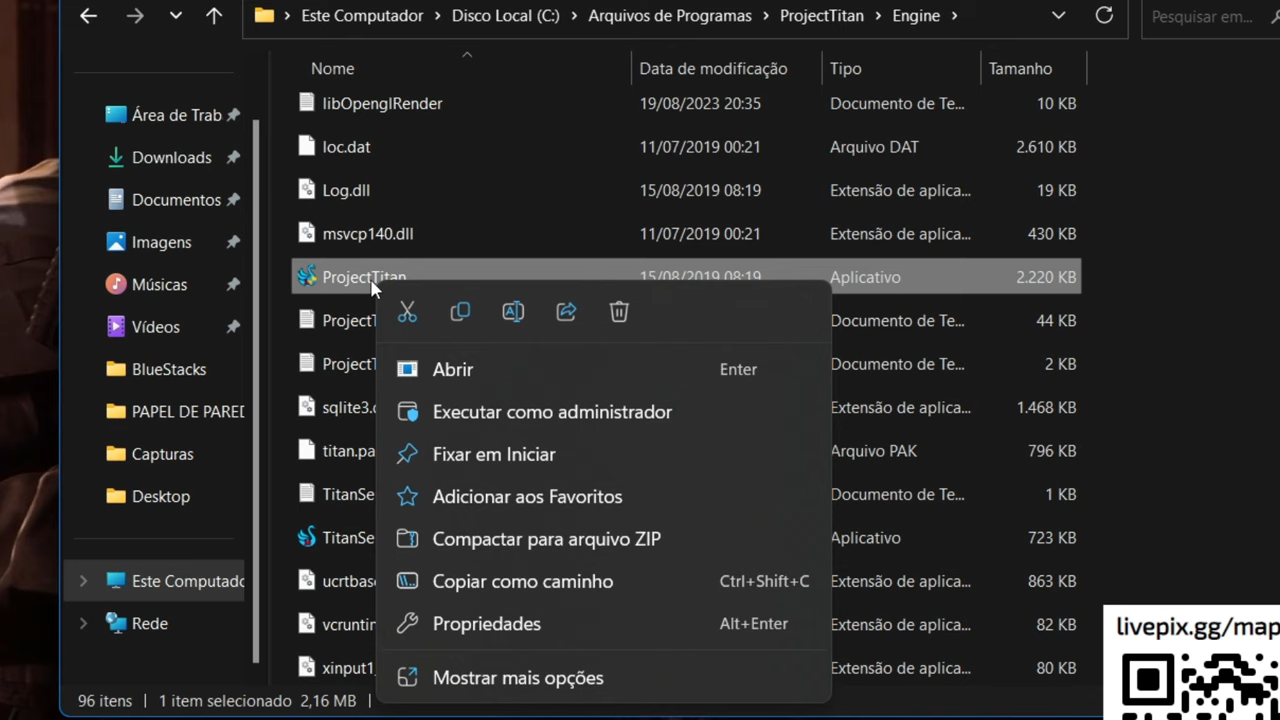 Este Computador > Disco Local (C:) > Arquivos de Programas > ProjectTitan > Engine >
Pesquisar em...
Nome Data de modificação Tipo Tamanho
libOpenglRender 19/08/2023 20:35 Documento de Te... 10 KB
loc.dat 11/07/2019 00:21 Arquivo DAT 2.610 KB
Log.dll 15/08/2019 08:19 Extensão de aplica... 19 KB
msvcp140.dll 11/07/2019 00:21 Extensão de aplica... 430 KB
ProjectTitan 15/08/2019 08:19 Aplicativo 2.220 KB
ProjectT Documento de Te... 44 KB
ProjectT Documento de Te... 2 KB
sqlite3.d Extensão de aplica... 1.468 KB
titan.pa Arquivo PAK 796 KB
TitanSe Documento de Te... 1 KB
TitanSe Aplicativo 723 KB
ucrtbase Extensão de aplica... 863 KB
vcruntin Extensão de aplica... 82 KB
xinput1_ Extensão de aplica... 80 KB
Área de Trab
Downloads
Documentos
Imagens
Músicas
Vídeos
BlueStacks
PAPEL DE PARED
Capturas
Desktop
Este Computado
Rede
Abrir Enter
Executar como administrador
Fixar em Iniciar
Adicionar aos Favoritos
Compactar para arquivo ZIP
Copiar como caminho Ctrl+Shift+C
Propriedades Alt+Enter
Mostrar mais opções
96 itens | 1 item selecionado 2,16 MB |
livepix.gg/map